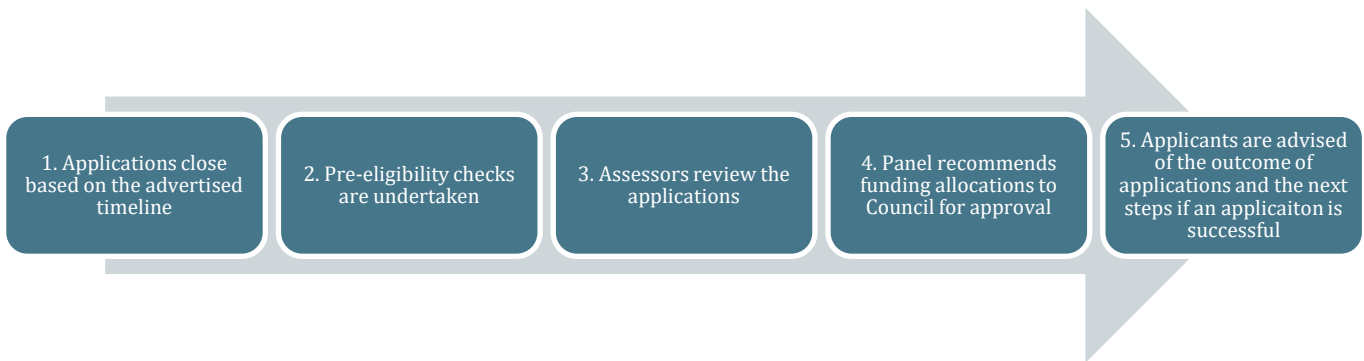 1. Applications close
based on the advertised
timeline
2. Pre-eligibility checks
are undertaken
3. Assessors review the
applications
4. Panel recommends
funding allocations to
Council for approval
5. Applicants are advised
of the outcome of
applications and the next
steps if an applicaiton is
successful